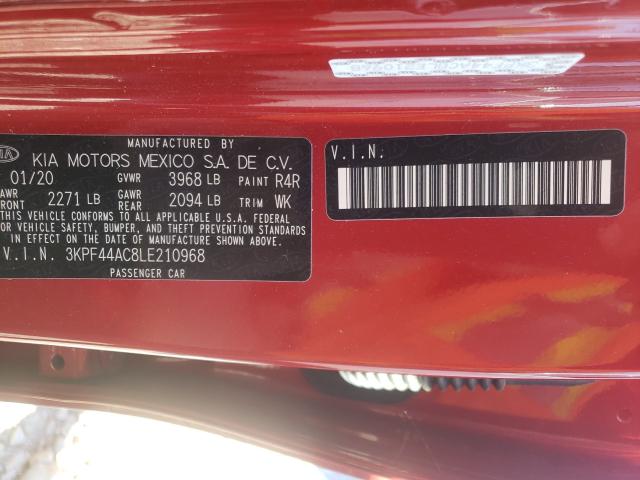 MANUFACTURED BY
KIA KIA MOTORS MEXICO S.A. DE C.V.
01/20 GVWR 3968 LB PAINT R4R
GAWR FRONT 2271 LB GAWR REAR 2094 LB TRIM WK
THIS VEHICLE CONFORMS TO ALL APPLICABLE U.S.A. FEDERAL
MOTOR VEHICLE SAFETY, BUMPER, AND THEFT PREVENTION STANDARDS
IN EFFECT ON THE DATE OF MANUFACTURE SHOWN ABOVE.
V.I.N. 3KPF44AC8LE210968
PASSENGER CAR
V.I.N.